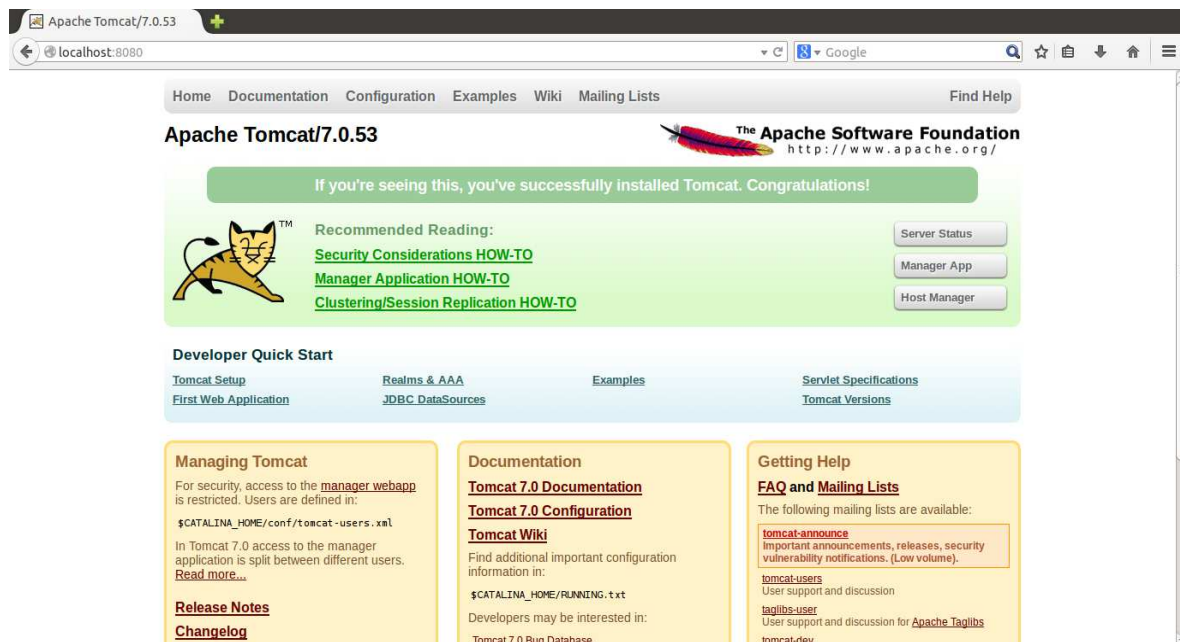 Apache Tomcat/7.0.53
localhost:8080
Google
Home Documentation Configuration Examples Wiki Mailing Lists Find Help
Apache Tomcat/7.0.53
The Apache Software Foundation
http://www.apache.org/
If you're seeing this, you've successfully installed Tomcat. Congratulations!
TM
Recommended Reading:
Security Considerations HOW-TO
Manager Application HOW-TO
Clustering/Session Replication HOW-TO
Server Status
Manager App
Host Manager
Developer Quick Start
Tomcat Setup
First Web Application
Realms & AAA
JDBC DataSources
Examples
Servlet Specifications
Tomcat Versions
Managing Tomcat
For security, access to the manager webapp
is restricted. Users are defined in:
$CATALINA_HOME/conf/tomcat-users.xml
In Tomcat 7.0 access to the manager
application is split between different users.
Read more...
Release Notes
Changelog
Documentation
Tomcat 7.0 Documentation
Tomcat 7.0 Configuration
Tomcat Wiki
Find additional important configuration
information in:
$CATALINA_HOME/RUNNING.txt
Developers may be interested in:
Tomcat 7.0 Bug Database
Getting Help
FAQ and Mailing Lists
The following mailing lists are available:
tomcat-announce
Important announcements, releases, security
vulnerability notifications. (Low volume).
tomcat-users
User support and discussion
taglibs-user
User support and discussion for Apache Taglibs
tomcat-dev